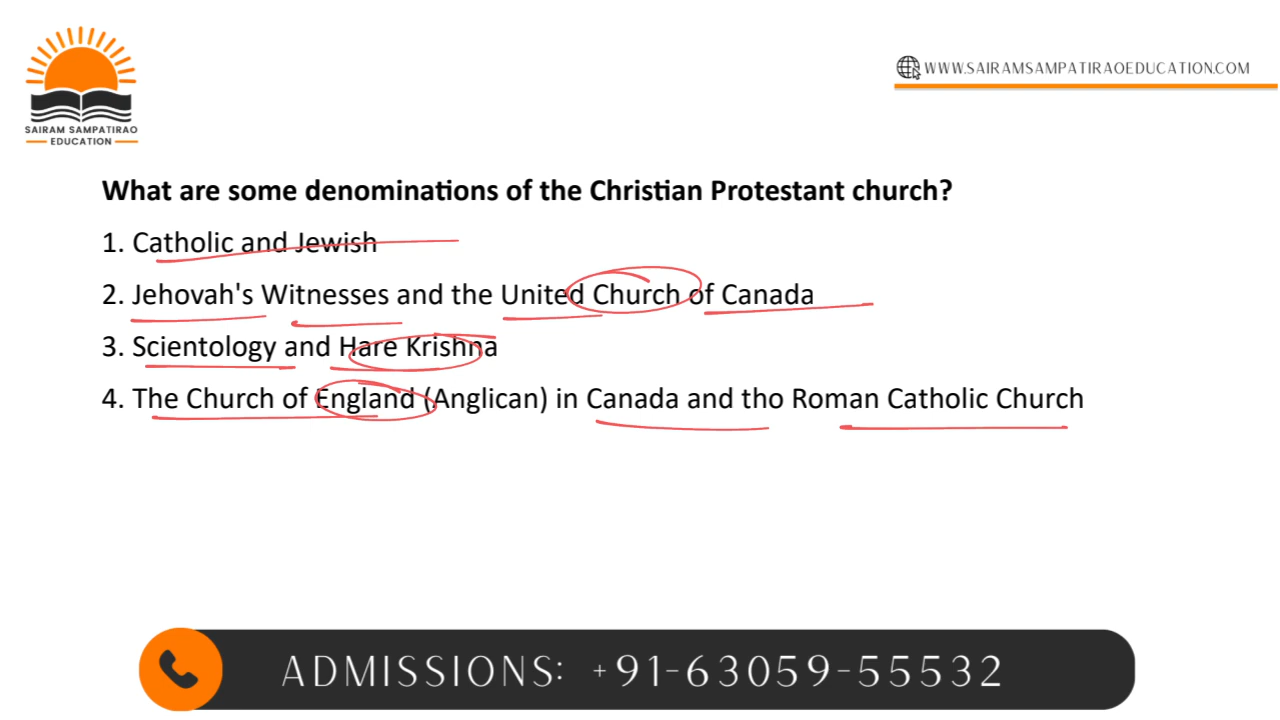 SAIRAM SAMPATIRAO
EDUCATION
WWW.SAIRAMSAMPATIRAOEDUCATION.COM
What are some denominations of the Christian Protestant church?
1. Catholic and Jewish
2. Jehovah's Witnesses and the United Church of Canada
3. Scientology and Hare Krishna
4. The Church of England (Anglican) in Canada and tho Roman Catholic Church
ADMISSIONS: +91-63059-55532